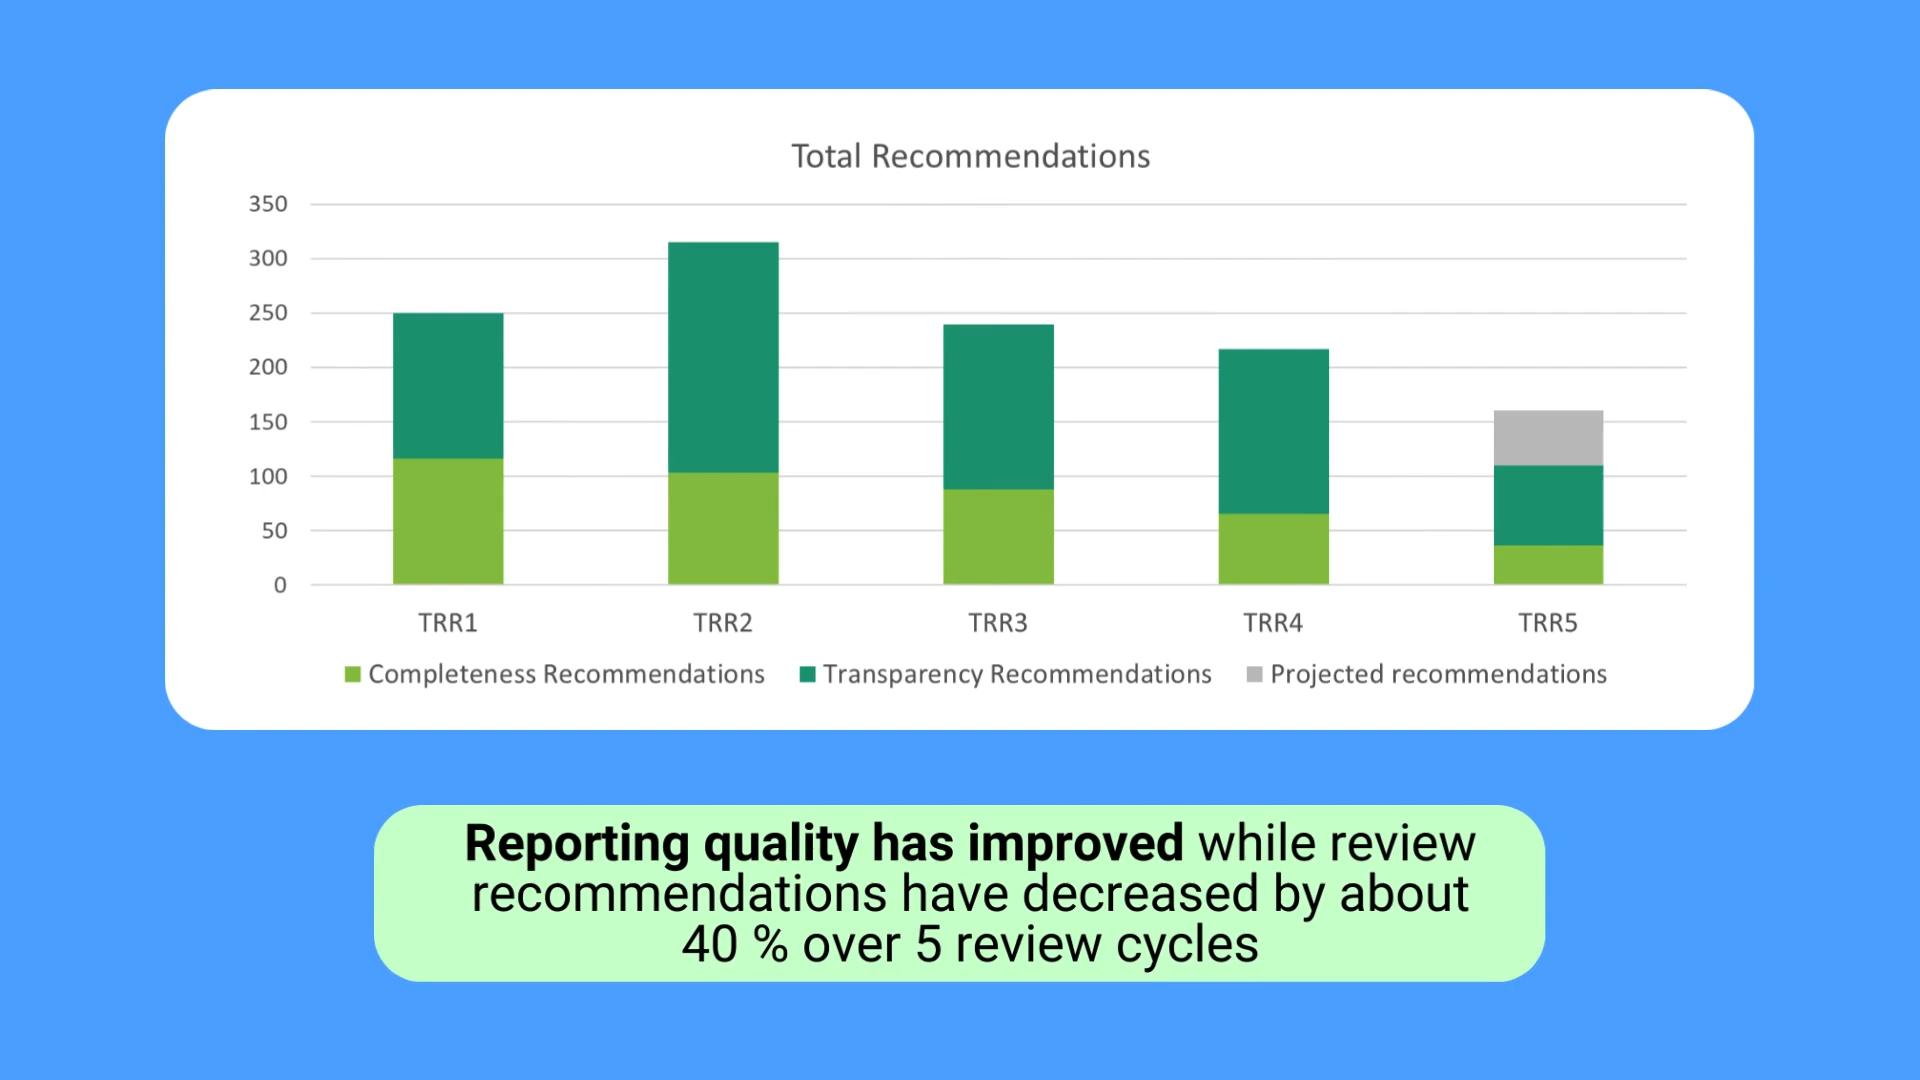 Total Recommendations
350
300
250
200
150
100
50
0
TRR1 TRR2 TRR3 TRR4 TRR5
Completeness Recommendations Transparency Recommendations Projected recommendations
Reporting quality has improved while review
recommendations have decreased by about
40 % over 5 review cycles